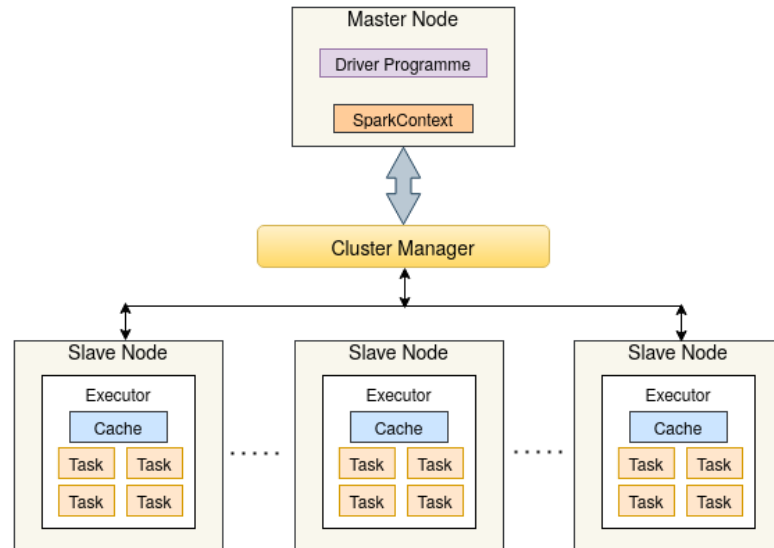 Master Node
Driver Programme
SparkContext
Cluster Manager
Slave Node
Executor
Cache
Task Task
Task Task
Slave Node
Executor
Cache
Task Task
Task Task
Slave Node
Executor
Cache
Task Task
Task Task